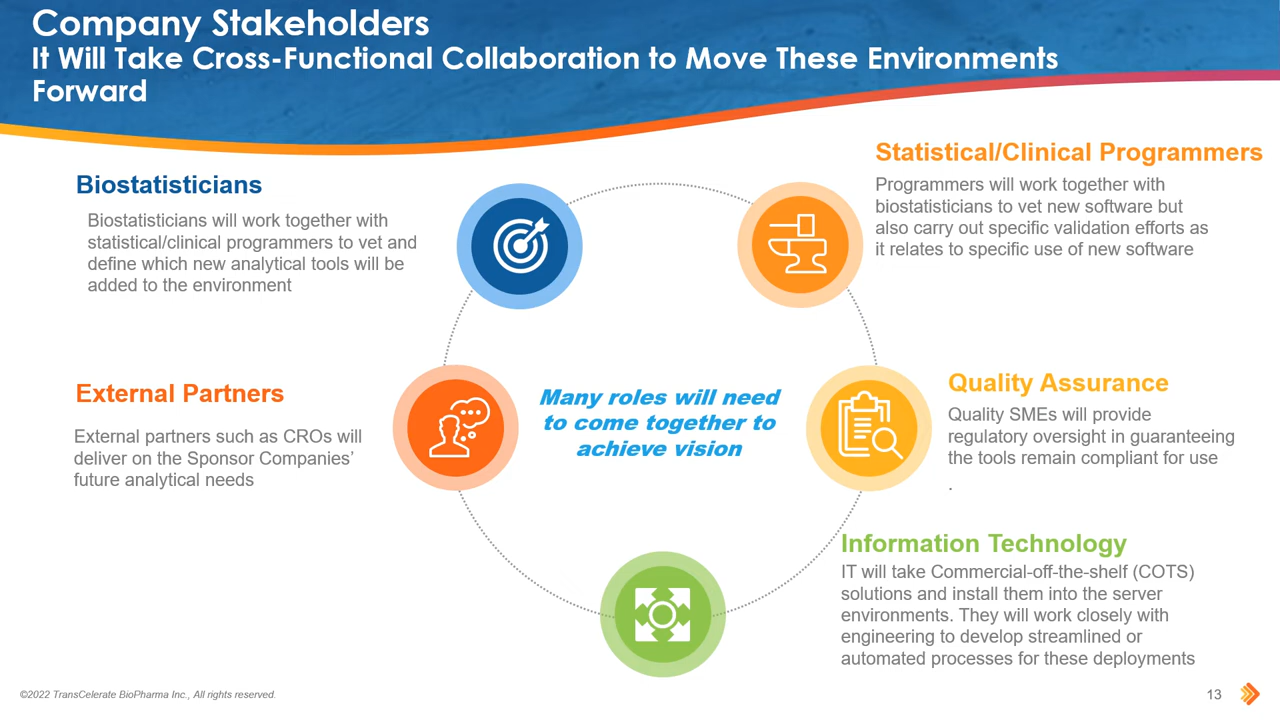 Company Stakeholders
It Will Take Cross-Functional Collaboration to Move These Environments
Forward
Biostatisticians
Biostatisticians will work together with
statistical/clinical programmers to vet and
define which new analytical tools will be
added to the environment
Statistical/Clinical Programmers
Programmers will work together with
biostatisticians to vet new software but
also carry out specific validation efforts as
it relates to specific use of new software
External Partners
External partners such as CROs will
deliver on the Sponsor Companies’
future analytical needs
Many roles will need
to come together to
achieve vision
Quality Assurance
Quality SMEs will provide
regulatory oversight in guaranteeing
the tools remain compliant for use
.
Information Technology
IT will take Commercial-off-the-shelf (COTS)
solutions and install them into the server
environments. They will work closely with
engineering to develop streamlined or
automated processes for these deployments
©2022 TransCelerate BioPharma Inc., All rights reserved.
13